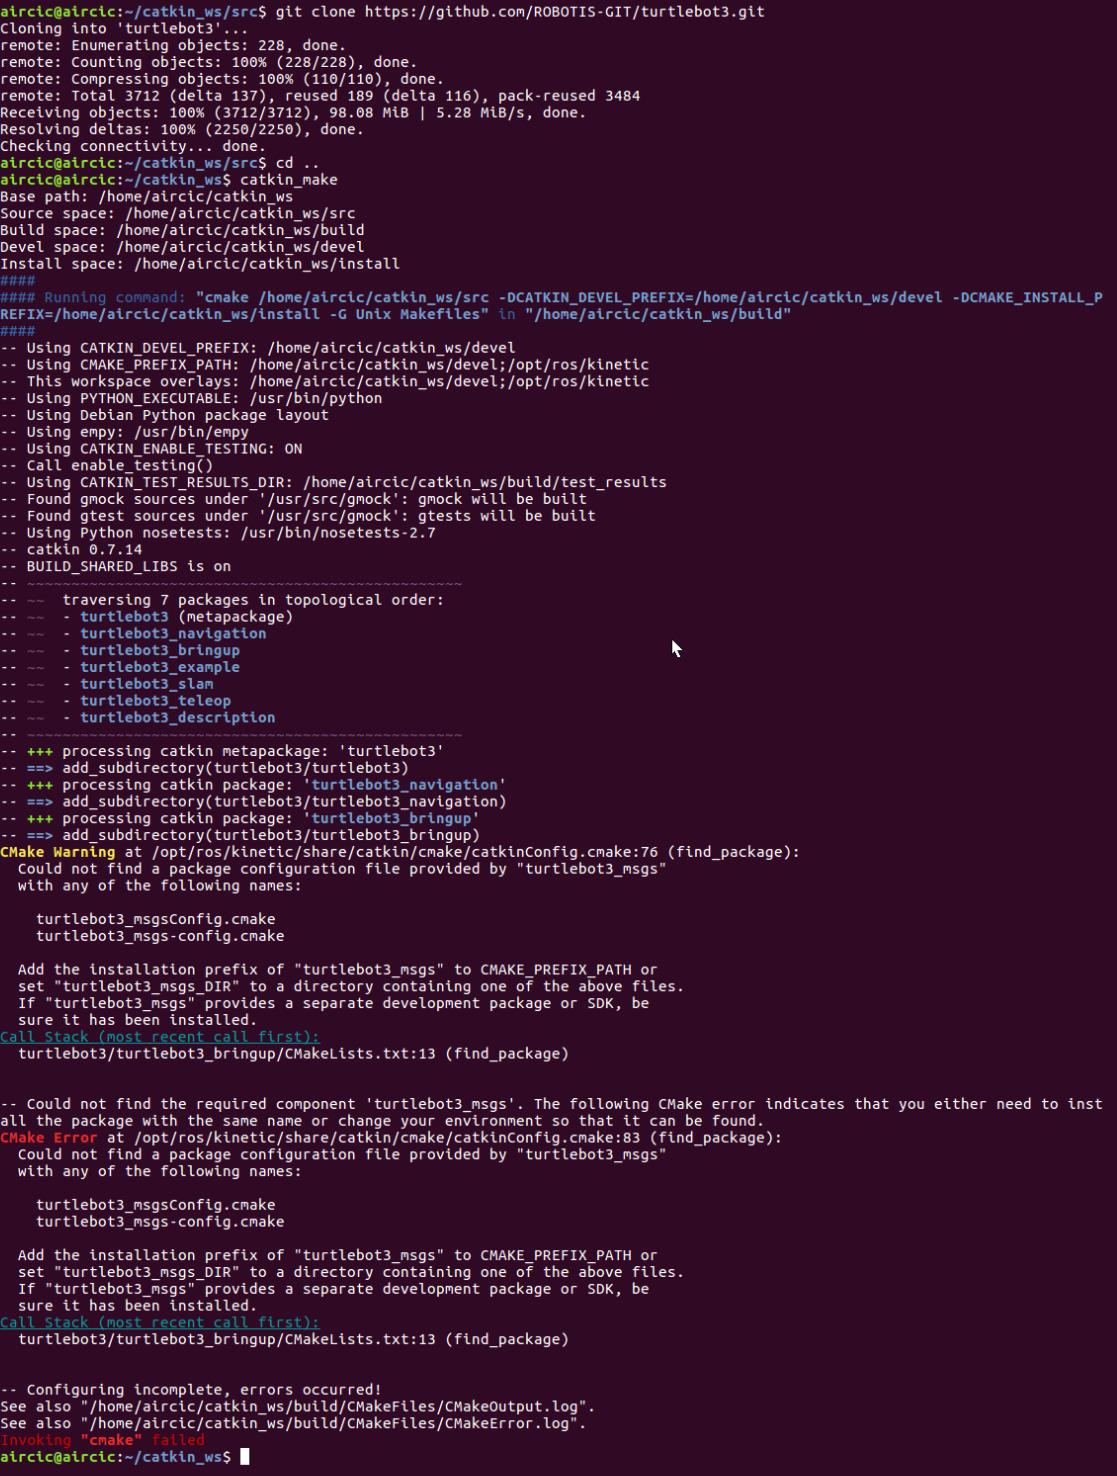 aircic@aircic:~/catkin_ws/src$ git clone https://github.com/ROBOTIS-GIT/turtlebot3.git
Cloning into 'turtlebot3'...
remote: Enumerating objects: 228, done.
remote: Counting objects: 100% (228/228), done.
remote: Compressing objects: 100% (110/110), done.
remote: Total 3712 (delta 137), reused 189 (delta 116), pack-reused 3484
Receiving objects: 100% (3712/3712), 98.08 MiB | 5.28 MiB/s, done.
Resolving deltas: 100% (2250/2250), done.
Checking connectivity... done.
aircic@aircic:~/catkin_ws/src$ cd ..
aircic@aircic:~/catkin_ws$ catkin_make
Base path: /home/aircic/catkin_ws
Source space: /home/aircic/catkin_ws/src
Build space: /home/aircic/catkin_ws/build
Devel space: /home/aircic/catkin_ws/devel
Install space: /home/aircic/catkin_ws/install
####
#### Running command: "cmake /home/aircic/catkin_ws/src -DCATKIN_DEVEL_PREFIX=/home/aircic/catkin_ws/devel -DCMAKE_INSTALL_P
REFIX=/home/aircic/catkin_ws/install -G Unix Makefiles" in "/home/aircic/catkin_ws/build"
####
-- Using CATKIN_DEVEL_PREFIX: /home/aircic/catkin_ws/devel
-- Using CMAKE_PREFIX_PATH: /home/aircic/catkin_ws/devel;/opt/ros/kinetic
-- This workspace overlays: /home/aircic/catkin_ws/devel;/opt/ros/kinetic
-- Using PYTHON_EXECUTABLE: /usr/bin/python
-- Using Debian Python package layout
-- Using empy: /usr/bin/empy
-- Using CATKIN_ENABLE_TESTING: ON
-- Call enable_testing()
-- Using CATKIN_TEST_RESULTS_DIR: /home/aircic/catkin_ws/build/test_results
-- Found gmock sources under '/usr/src/gmock': gmock will be built
-- Found gtest sources under '/usr/src/gmock': gtests will be built
-- Using Python nosetests: /usr/bin/nosetests-2.7
-- catkin 0.7.14
-- BUILD_SHARED_LIBS is on
-- ~~~~~~~~~~~~~~~~~~~~~~~~~~~~~~~~~~~~~~~~~~~~~~~~~
-- ~~  traversing 7 packages in topological order:
-- ~~  - turtlebot3 (metapackage)
-- ~~  - turtlebot3_navigation
-- ~~  - turtlebot3_bringup
-- ~~  - turtlebot3_example
-- ~~  - turtlebot3_slam
-- ~~  - turtlebot3_teleop
-- ~~  - turtlebot3_description
-- ~~~~~~~~~~~~~~~~~~~~~~~~~~~~~~~~~~~~~~~~~~~~~~~~~
-- +++ processing catkin metapackage: 'turtlebot3'
-- ==> add_subdirectory(turtlebot3/turtlebot3)
-- +++ processing catkin package: 'turtlebot3_navigation'
-- ==> add_subdirectory(turtlebot3/turtlebot3_navigation)
-- +++ processing catkin package: 'turtlebot3_bringup'
-- ==> add_subdirectory(turtlebot3/turtlebot3_bringup)
CMake Warning at /opt/ros/kinetic/share/catkin/cmake/catkinConfig.cmake:76 (find_package):
  Could not find a package configuration file provided by "turtlebot3_msgs"
  with any of the following names:

    turtlebot3_msgsConfig.cmake
    turtlebot3_msgs-config.cmake

  Add the installation prefix of "turtlebot3_msgs" to CMAKE_PREFIX_PATH or
  set "turtlebot3_msgs_DIR" to a directory containing one of the above files.
  If "turtlebot3_msgs" provides a separate development package or SDK, be
  sure it has been installed.
Call Stack (most recent call first):
  turtlebot3/turtlebot3_bringup/CMakeLists.txt:13 (find_package)

-- Could not find the required component 'turtlebot3_msgs'. The following CMake error indicates that you either need to inst
all the package with the same name or change your environment so that it can be found.
CMake Error at /opt/ros/kinetic/share/catkin/cmake/catkinConfig.cmake:83 (find_package):
  Could not find a package configuration file provided by "turtlebot3_msgs"
  with any of the following names:

    turtlebot3_msgsConfig.cmake
    turtlebot3_msgs-config.cmake

  Add the installation prefix of "turtlebot3_msgs" to CMAKE_PREFIX_PATH or
  set "turtlebot3_msgs_DIR" to a directory containing one of the above files.
  If "turtlebot3_msgs" provides a separate development package or SDK, be
  sure it has been installed.
Call Stack (most recent call first):
  turtlebot3/turtlebot3_bringup/CMakeLists.txt:13 (find_package)

-- Configuring incomplete, errors occurred!
See also "/home/aircic/catkin_ws/build/CMakeFiles/CMakeOutput.log".
See also "/home/aircic/catkin_ws/build/CMakeFiles/CMakeError.log".
Invoking "cmake" failed
aircic@aircic:~/catkin_ws$